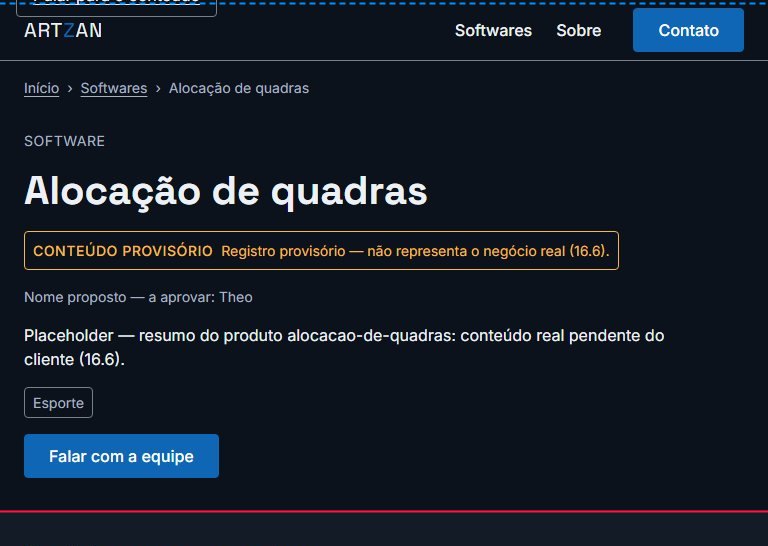 ARTZAN
Softwares Sobre Contato
Início › Softwares › Alocação de quadras
SOFTWARE
Alocação de quadras
CONTEÚDO PROVISÓRIO Registro provisório — não representa o negócio real (16.6).
Nome proposto — a aprovar: Theo
Placeholder — resumo do produto alocacao-de-quadras: conteúdo real pendente do
cliente (16.6).
Esporte
Falar com a equipe